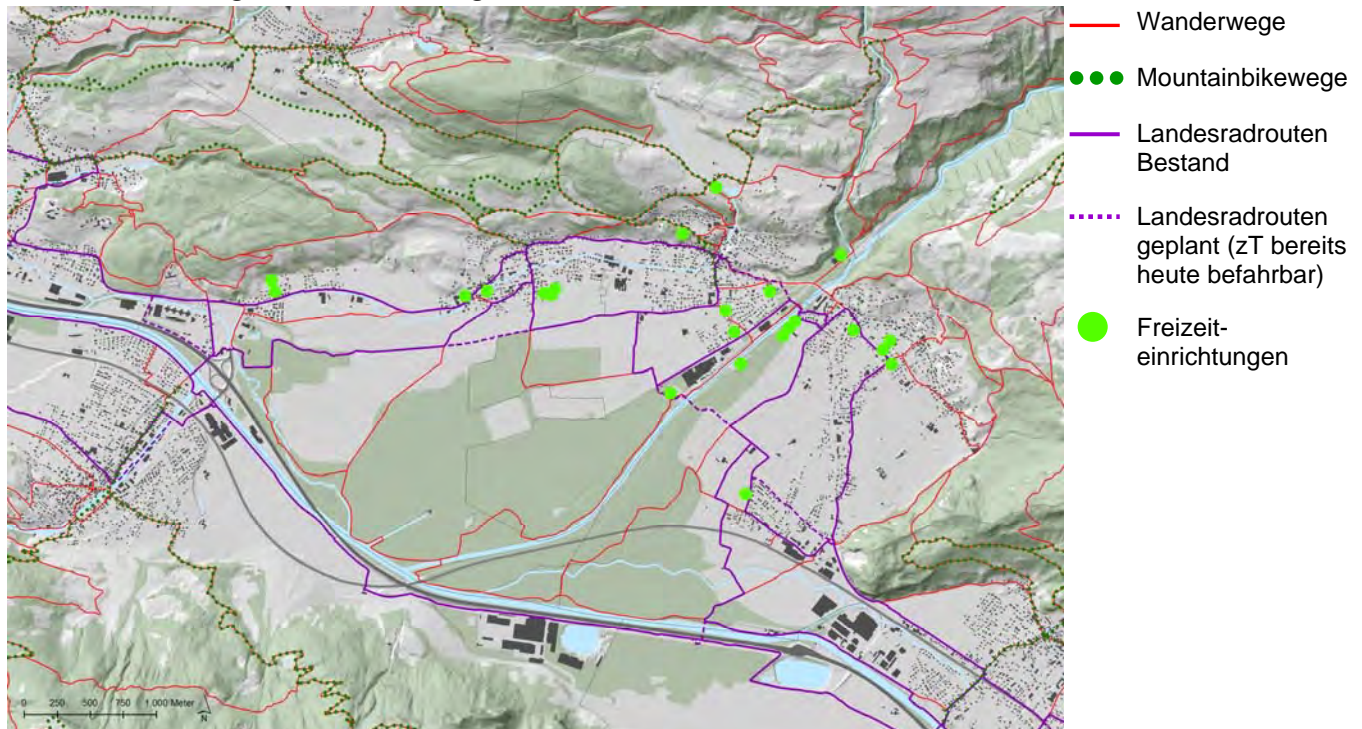 Wanderwege
Mountainbikewege
Landesradrouten
Bestand
Landesradrouten
geplant (zT bereits
heute befahrbar)
Freizeit-
einrichtungen
0 250 500 750 1.000 Meter
N